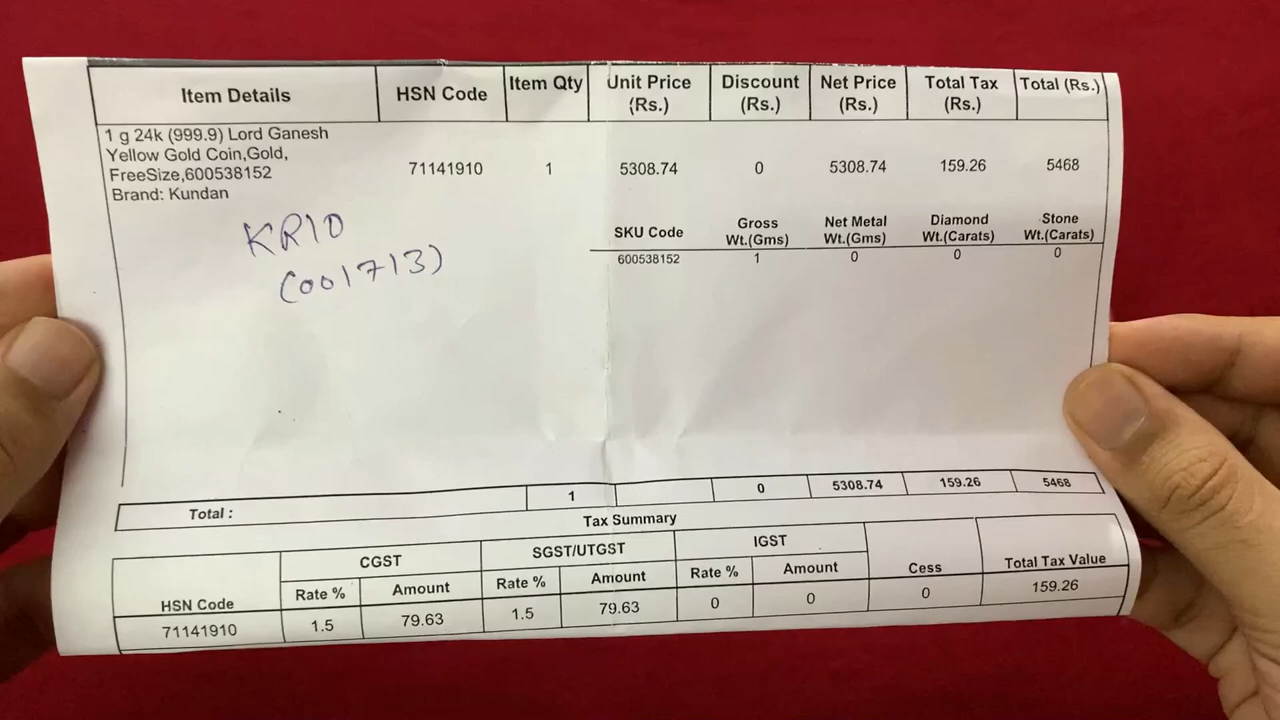 Item Details HSN Code Item Qty Unit Price (Rs.) Discount (Rs.) Net Price (Rs.) Total Tax (Rs.) Total (Rs.)
1 g 24k (999.9) Lord Ganesh
Yellow Gold Coin,Gold,
FreeSize,600538152
Brand: Kundan
71141910 1 5308.74 0 5308.74 159.26 5468
KR10
(001713)
SKU Code Gross Wt.(Gms) Net Metal Wt.(Gms) Diamond Wt.(Carats) Stone Wt.(Carats)
600538152 1 0 0 0
Total : 1 0 5308.74 159.26 5468
Tax Summary
HSN Code CGST SGST/UTGST IGST Cess Total Tax Value
Rate % Amount Rate % Amount Rate % Amount
71141910 1.5 79.63 1.5 79.63 0 0 0 159.26